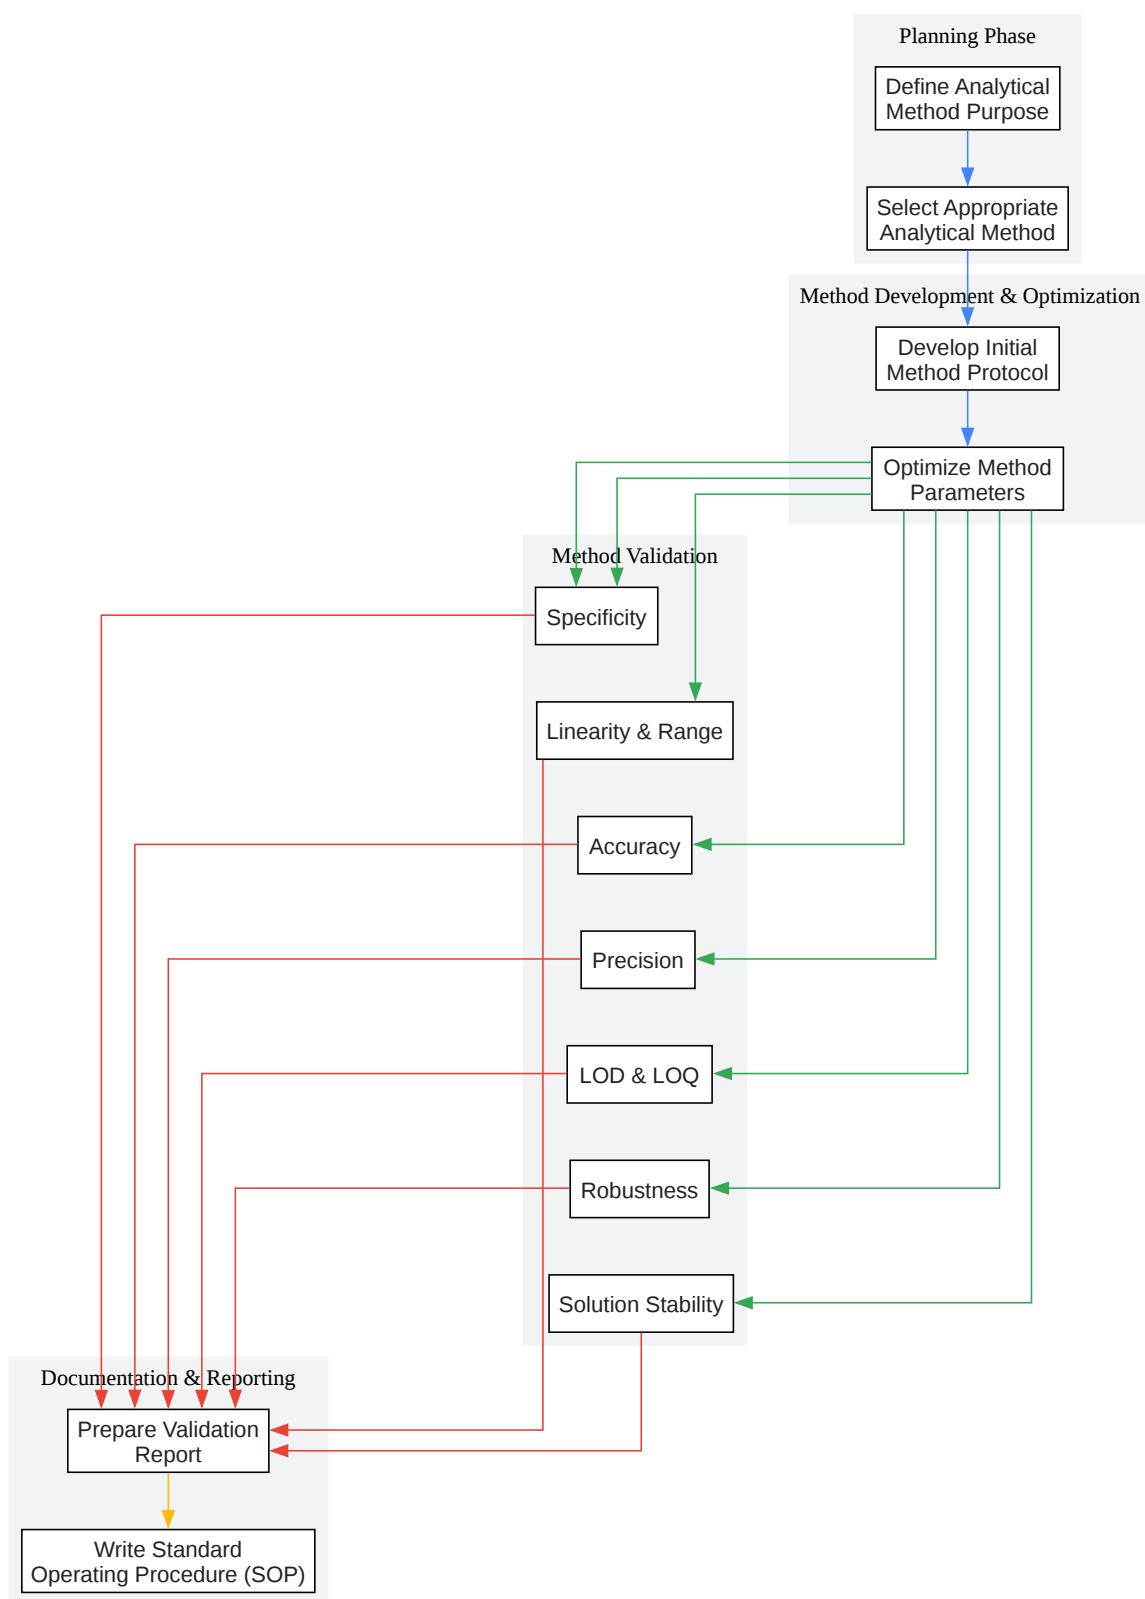 Planning Phase
Define Analytical
Method Purpose
Select Appropriate
Analytical Method
Method Development & Optimization
Develop Initial
Method Protocol
Optimize Method
Parameters
Method Validation
Specificity
Linearity & Range
Accuracy
Precision
LOD & LOQ
Robustness
Solution Stability
Documentation & Reporting
Prepare Validation
Report
Write Standard
Operating Procedure (SOP)